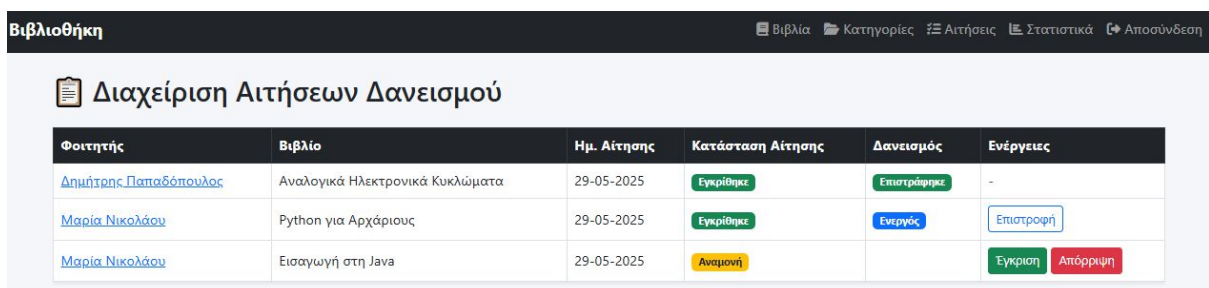 Βιβλιοθήκη Βιβλία Κατηγορίες Αιτήσεις Στατιστικά Αποσύνδεση
Διαχείριση Αιτήσεων Δανεισμού
Φοιτητής Βιβλίο Ημ. Αίτησης Κατάσταση Αίτησης Δανεισμός Ενέργειες
Δημήτρης Παπαδόπουλος Αναλογικά Ηλεκτρονικά Κυκλώματα 29-05-2025 Εγκρίθηκε Επιστράφηκε -
Μαρία Νικολάου Python για Αρχάριους 29-05-2025 Εγκρίθηκε Ενεργός Επιστροφή
Μαρία Νικολάου Εισαγωγή στη Java 29-05-2025 Αναμονή Έγκριση Απόρριψη